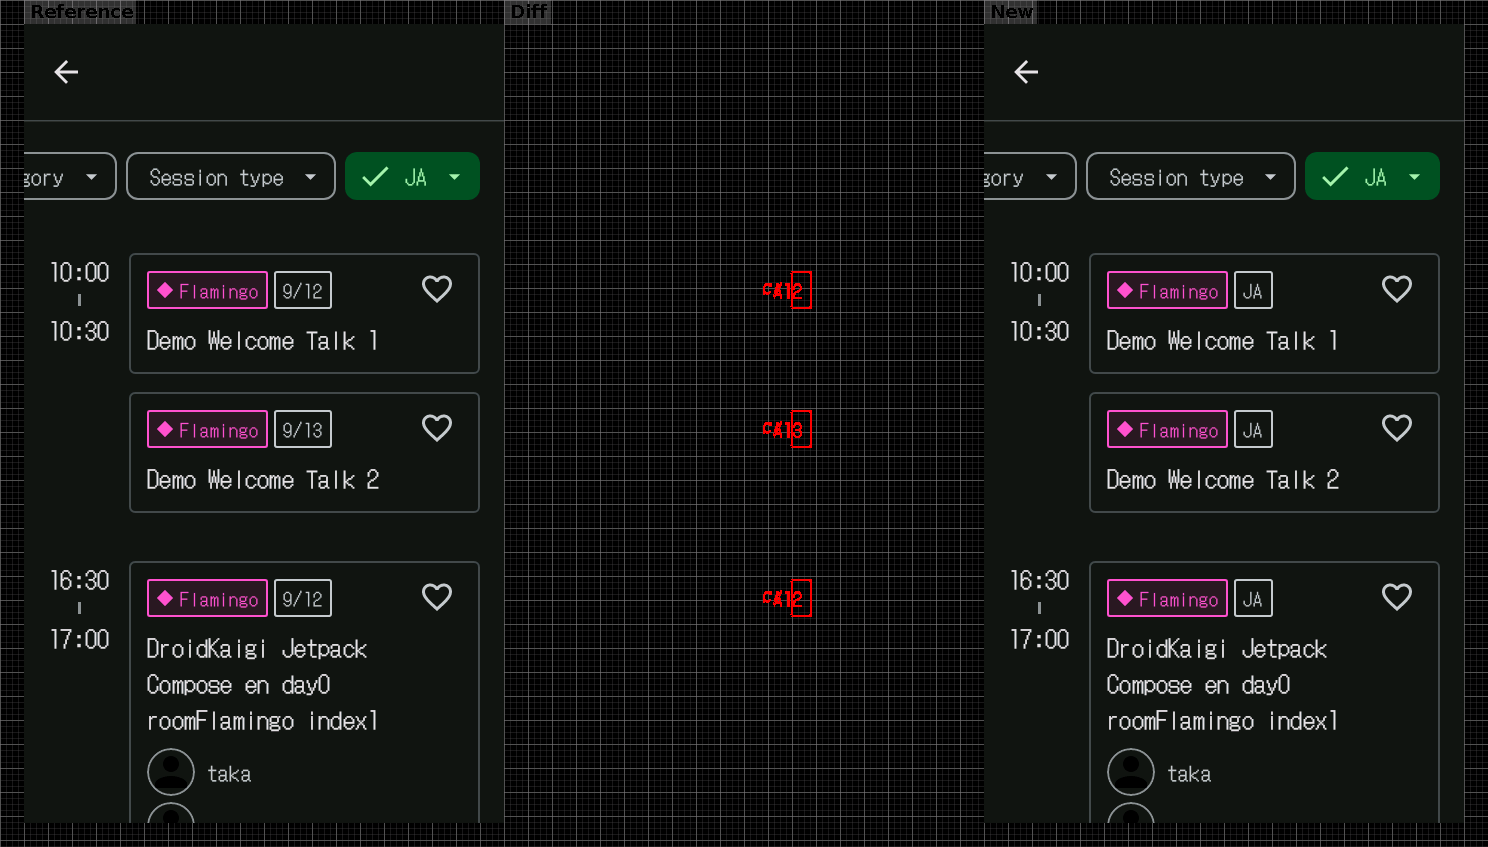 Reference
gory
Session type
JA
10:00
10:30
Flamingo
9/12
Demo Welcome Talk 1
Flamingo
9/13
Demo Welcome Talk 2
16:30
17:00
Flamingo
9/12
DroidKaigi Jetpack
Compose en day0
roomFlamingo index1
taka
Diff
New
gory
Session type
JA
10:00
10:30
Flamingo
JA
Demo Welcome Talk 1
Flamingo
JA
Demo Welcome Talk 2
16:30
17:00
Flamingo
JA
DroidKaigi Jetpack
Compose en day0
roomFlamingo index1
taka